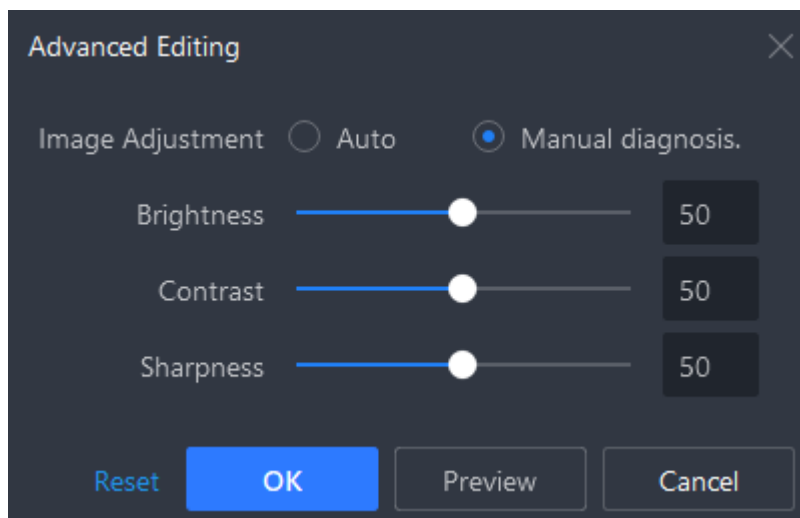 Advanced Editing
Image Adjustment Auto Manual diagnosis.
Brightness 50
Contrast 50
Sharpness 50
Reset OK Preview Cancel